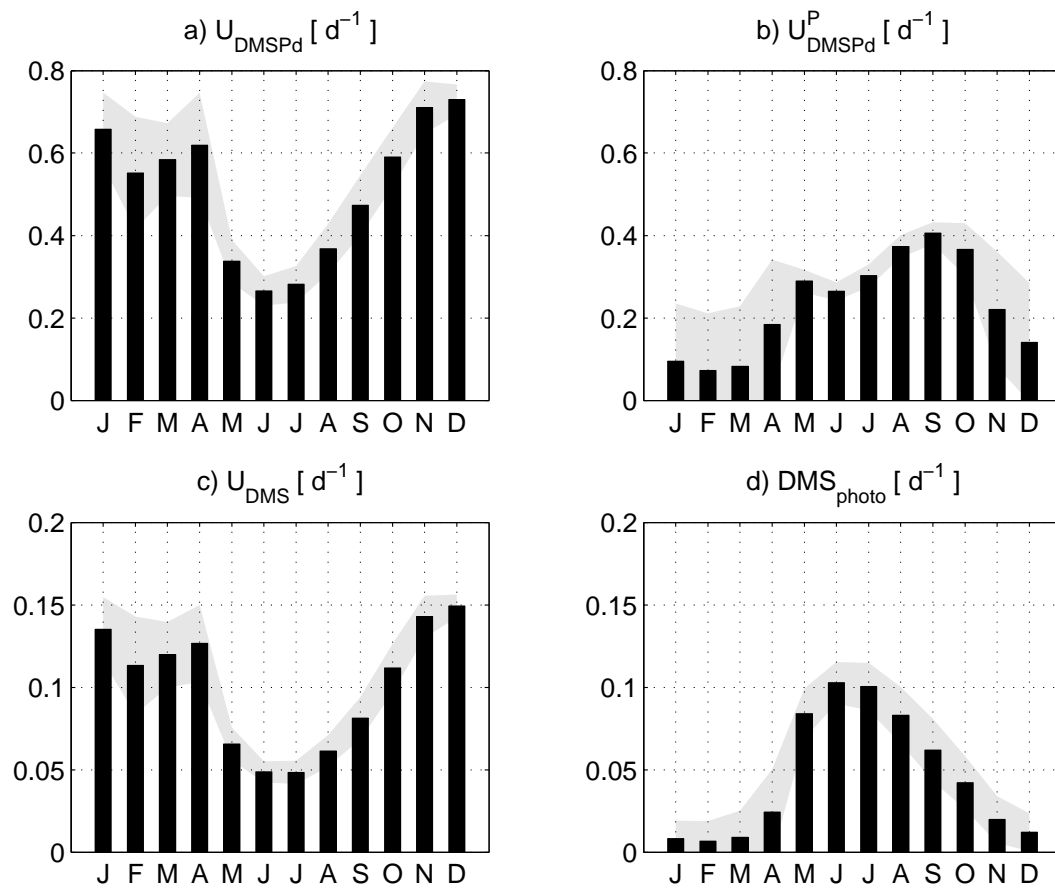 a) U_DMSPd [ d⁻¹ ]
0.8
0.6
0.4
0.2
0
J F M A M J J A S O N D
b) U^P_DMSPd [ d⁻¹ ]
0.8
0.6
0.4
0.2
0
J F M A M J J A S O N D
c) U_DMS [ d⁻¹ ]
0.2
0.15
0.1
0.05
0
J F M A M J J A S O N D
d) DMS_photo [ d⁻¹ ]
0.2
0.15
0.1
0.05
0
J F M A M J J A S O N D